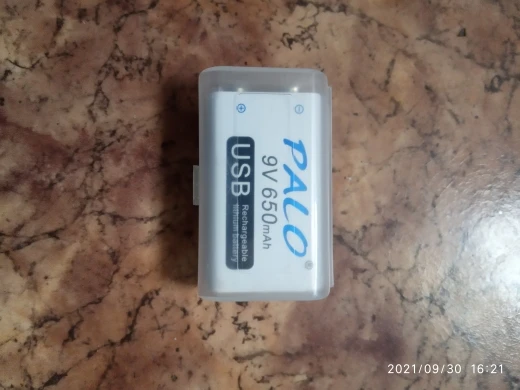 PALO®
9V 650mAh
USB Rechargeable
lithium battery
2021/09/30 16:21